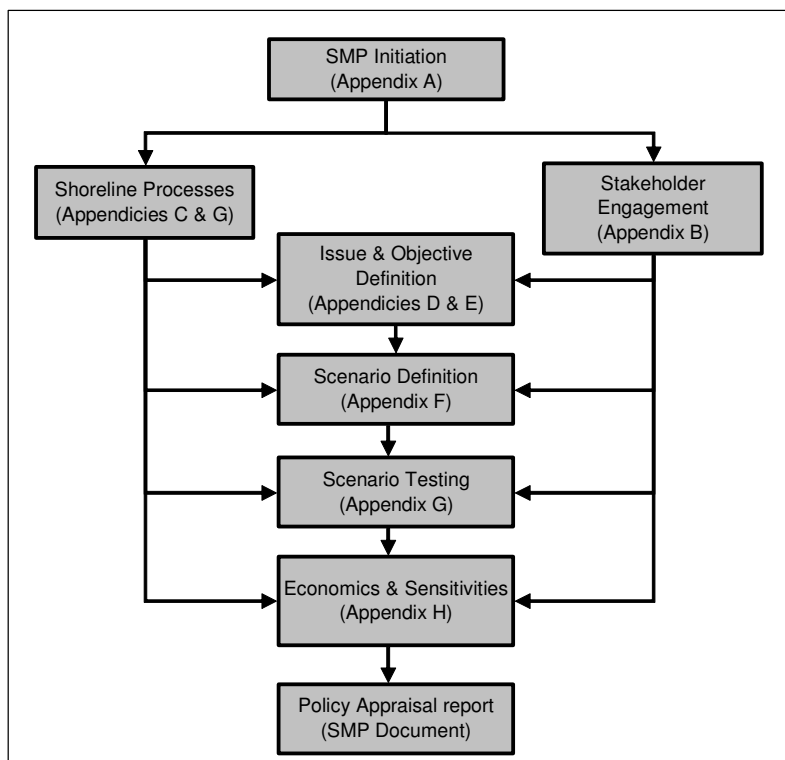 SMP Initiation
(Appendix A)
Shoreline Processes
(Appendicies C & G)
Stakeholder
Engagement
(Appendix B)
Issue & Objective
Definition
(Appendicies D & E)
Scenario Definition
(Appendix F)
Scenario Testing
(Appendix G)
Economics & Sensitivities
(Appendix H)
Policy Appraisal report
(SMP Document)